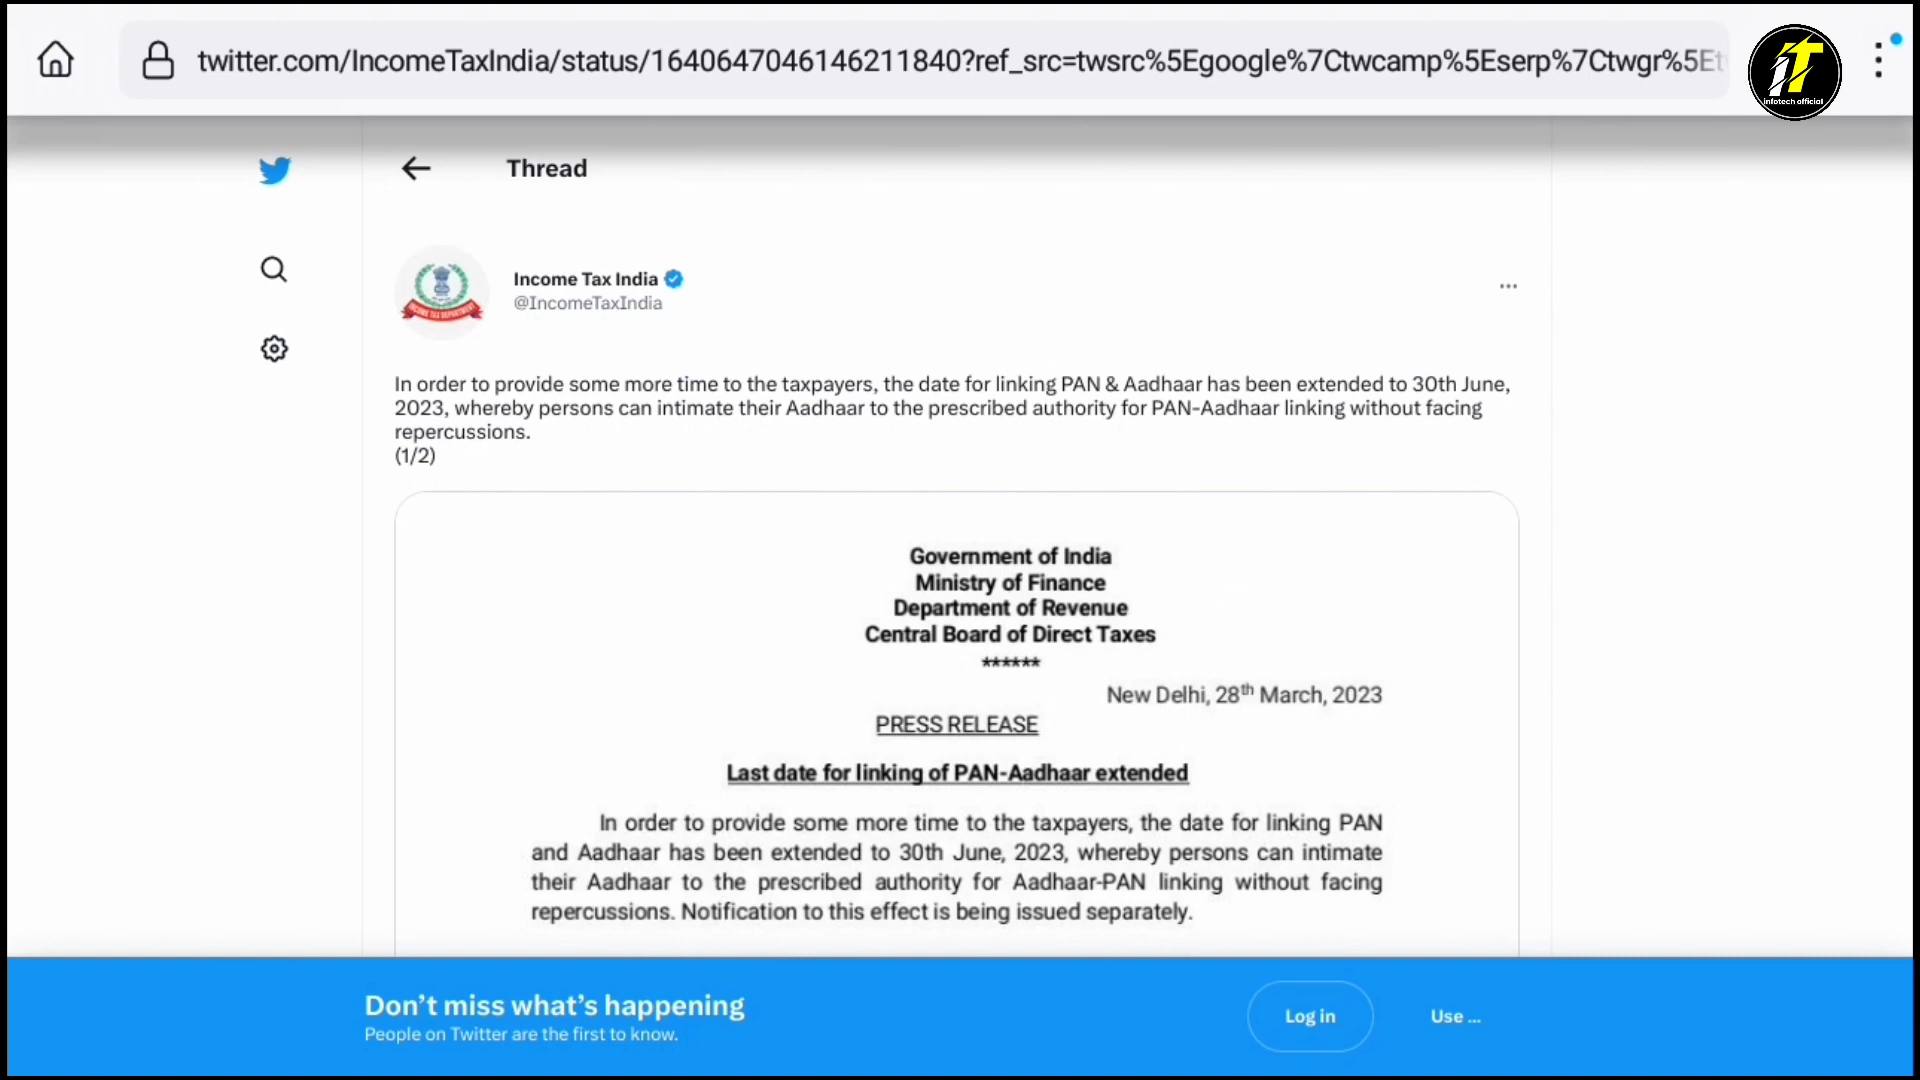 twitter.com/IncomeTaxIndia/status/1640647046146211840?ref_src=twsrc%5Egoogle%7Ctwcamp%5Eserp%7Ctwgr%5Et
IT
infotech official
Thread
INCOME TAX DEPARTMENT
Income Tax India
@IncomeTaxIndia
In order to provide some more time to the taxpayers, the date for linking PAN & Aadhaar has been extended to 30th June,
2023, whereby persons can intimate their Aadhaar to the prescribed authority for PAN-Aadhaar linking without facing
repercussions.
(1/2)
Government of India
Ministry of Finance
Department of Revenue
Central Board of Direct Taxes
******
New Delhi, 28th March, 2023
PRESS RELEASE
Last date for linking of PAN-Aadhaar extended
In order to provide some more time to the taxpayers, the date for linking PAN
and Aadhaar has been extended to 30th June, 2023, whereby persons can intimate
their Aadhaar to the prescribed authority for Aadhaar-PAN linking without facing
repercussions. Notification to this effect is being issued separately.
Don't miss what's happening
People on Twitter are the first to know.
Log in
Use ...